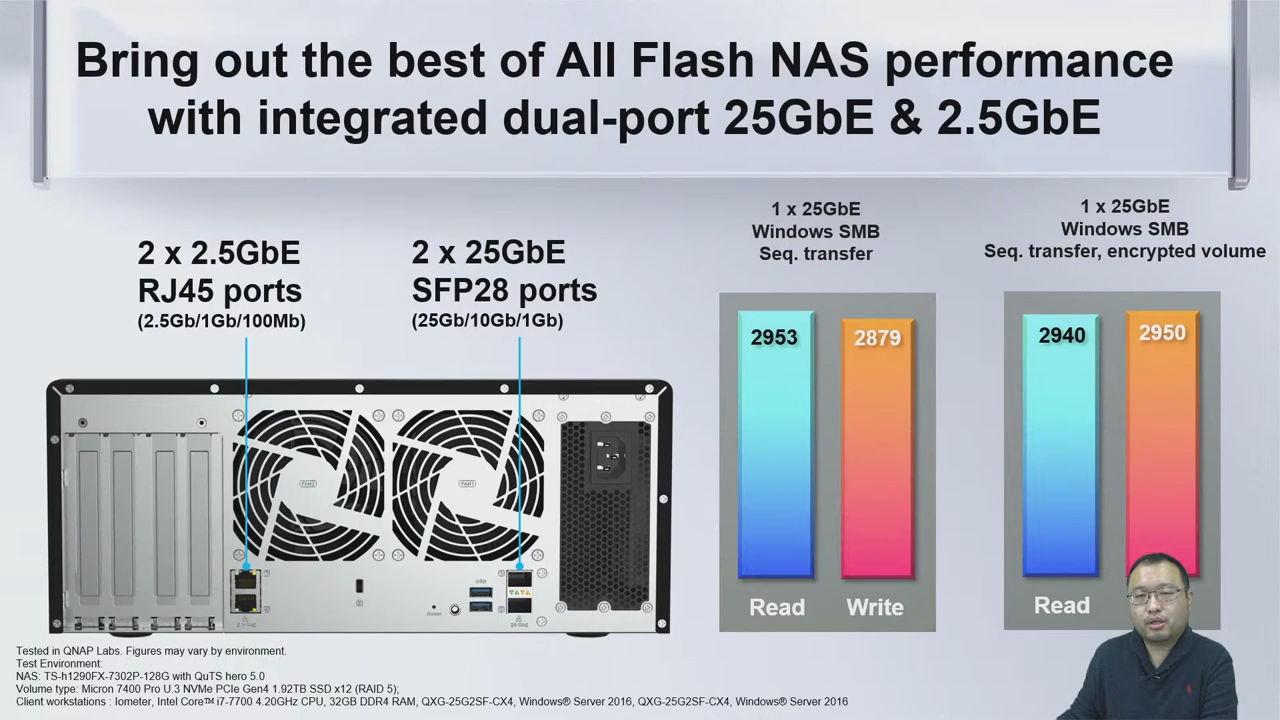 Bring out the best of All Flash NAS performance
with integrated dual-port 25GbE & 2.5GbE
2 x 2.5GbE
RJ45 ports
(2.5Gb/1Gb/100Mb)
2 x 25GbE
SFP28 ports
(25Gb/10Gb/1Gb)
1 x 25GbE
Windows SMB
Seq. transfer
2953
2879
Read
Write
1 x 25GbE
Windows SMB
Seq. transfer, encrypted volume
2940
2950
Read
FAN2
FAN1
Tested in QNAP Labs. Figures may vary by environment.
Test Environment:
NAS: TS-h1290FX-7302P-128G with QuTS hero 5.0
Volume type: Micron 7400 Pro U.3 NVMe PCIe Gen4 1.92TB SSD x12 (RAID 5);
Client workstations : Iometer, Intel Core™ i7-7700 4.20GHz CPU, 32GB DDR4 RAM, QXG-25G2SF-CX4, Windows® Server 2016, QXG-25G2SF-CX4, Windows® Server 2016